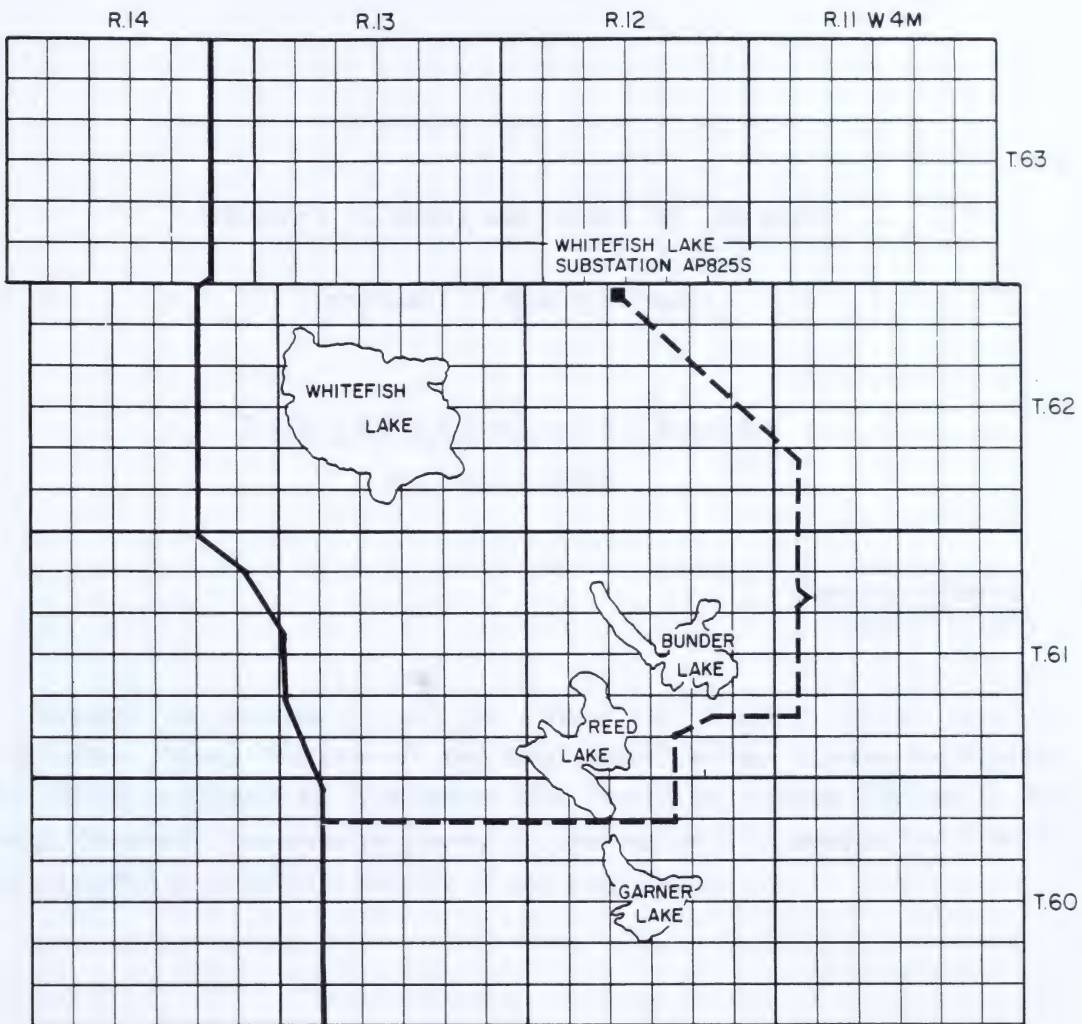 R.14 R.13 R.12 R.11 W 4M
T.63
WHITEFISH LAKE
SUBSTATION AP825S
WHITEFISH
LAKE
T.62
BUNDER
LAKE
T.61
REED
LAKE
GARNER
LAKE
T.60